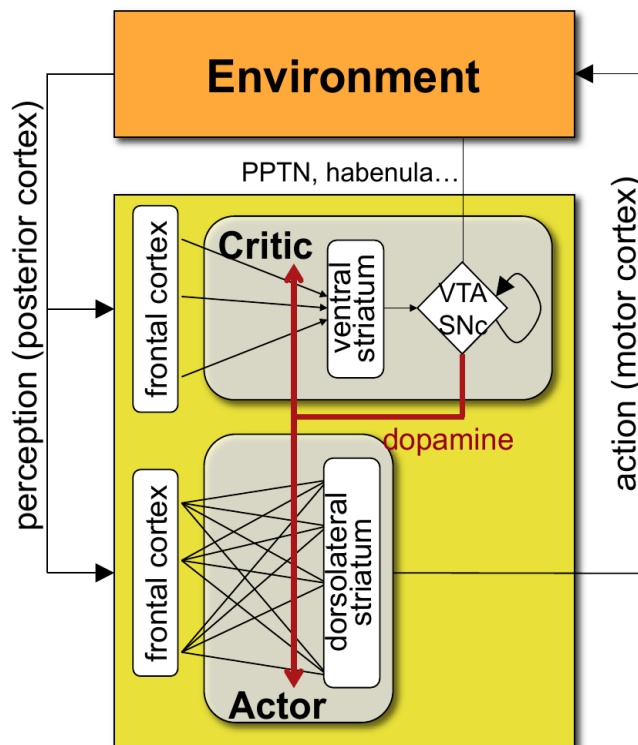 Environment
PPTN, habenula…
perception (posterior cortex)
action (motor cortex)
frontal cortex
Critic
ventral
striatum
VTA
SNc
dopamine
frontal cortex
dorsolateral
striatum
Actor